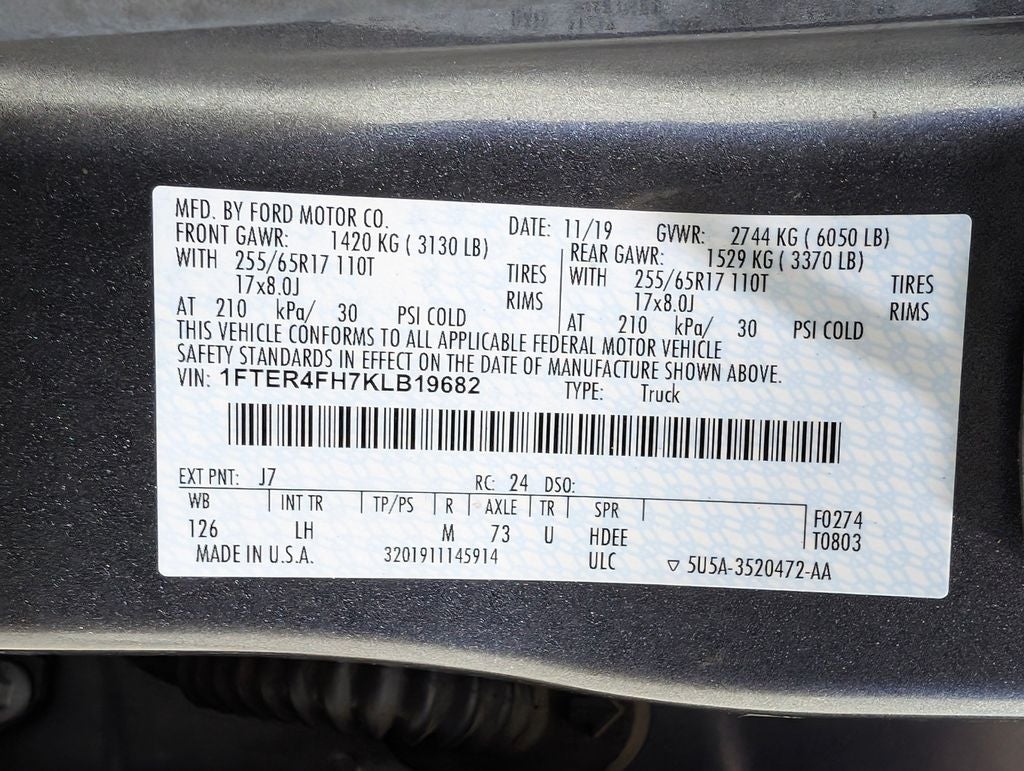 MFD. BY FORD MOTOR CO. DATE: 11/19 GVWR: 2744 KG ( 6050 LB)
FRONT GAWR: 1420 KG ( 3130 LB) REAR GAWR: 1529 KG ( 3370 LB)
WITH 255/65R17 110T TIRES WITH 255/65R17 110T TIRES
17x8.0J RIMS 17x8.0J RIMS
AT 210 kPa/ 30 PSI COLD AT 210 kPa/ 30 PSI COLD
THIS VEHICLE CONFORMS TO ALL APPLICABLE FEDERAL MOTOR VEHICLE
SAFETY STANDARDS IN EFFECT ON THE DATE OF MANUFACTURE SHOWN ABOVE.
VIN: 1FTER4FH7KLB19682 TYPE: Truck
EXT PNT: J7 RC: 24 DSO:
WB INT TR TP/PS R AXLE TR SPR F0274
126 LH M 73 U HDEE T0803
MADE IN U.S.A. 3201911145914 ULC ▽ 5U5A-3520472-AA